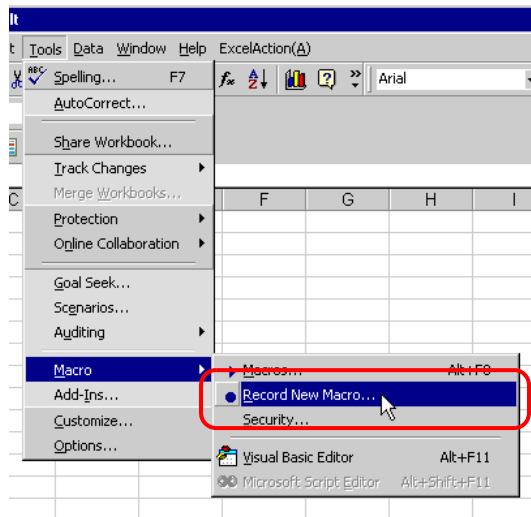 lt
t Tools Data Window Help ExcelAction(A)
ABC Spelling... F7 fx A Z Arial
AutoCorrect...
Share Workbook...
Track Changes
Merge Workbooks...
C F G H I
Protection
Online Collaboration
Goal Seek...
Scenarios...
Auditing
Macro Macros... Alt+F8
Add-Ins... Record New Macro...
Customize... Security...
Options... Visual Basic Editor Alt+F11
Microsoft Script Editor Alt+Shift+F11